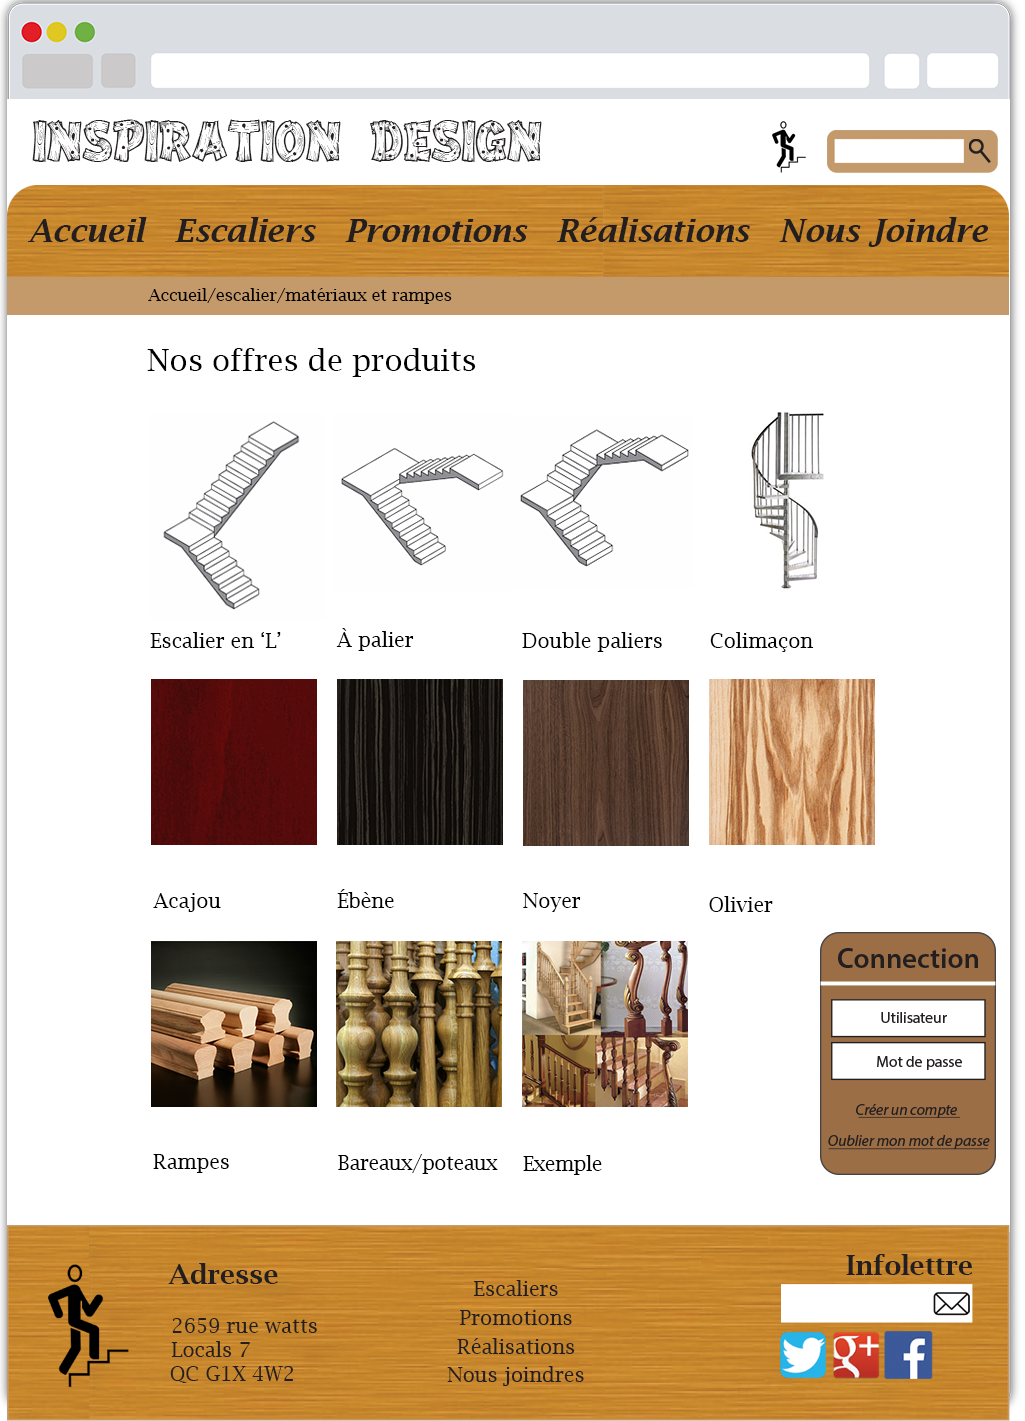 INSPIRATION DESIGN
Accueil Escaliers Promotions Réalisations Nous Joindre
Accueil/escalier/matériaux et rampes
Nos offres de produits
Escalier en ‘L’ À palier Double paliers Colimaçon
Acajou Ébène Noyer Olivier
Rampes Bareaux/poteaux Exemple
Connection
Utilisateur
Mot de passe
Créer un compte
Oublier mon mot de passe
Adresse
2659 rue watts
Locals 7
QC G1X 4W2
Escaliers
Promotions
Réalisations
Nous joindres
Infolettre
g+ f